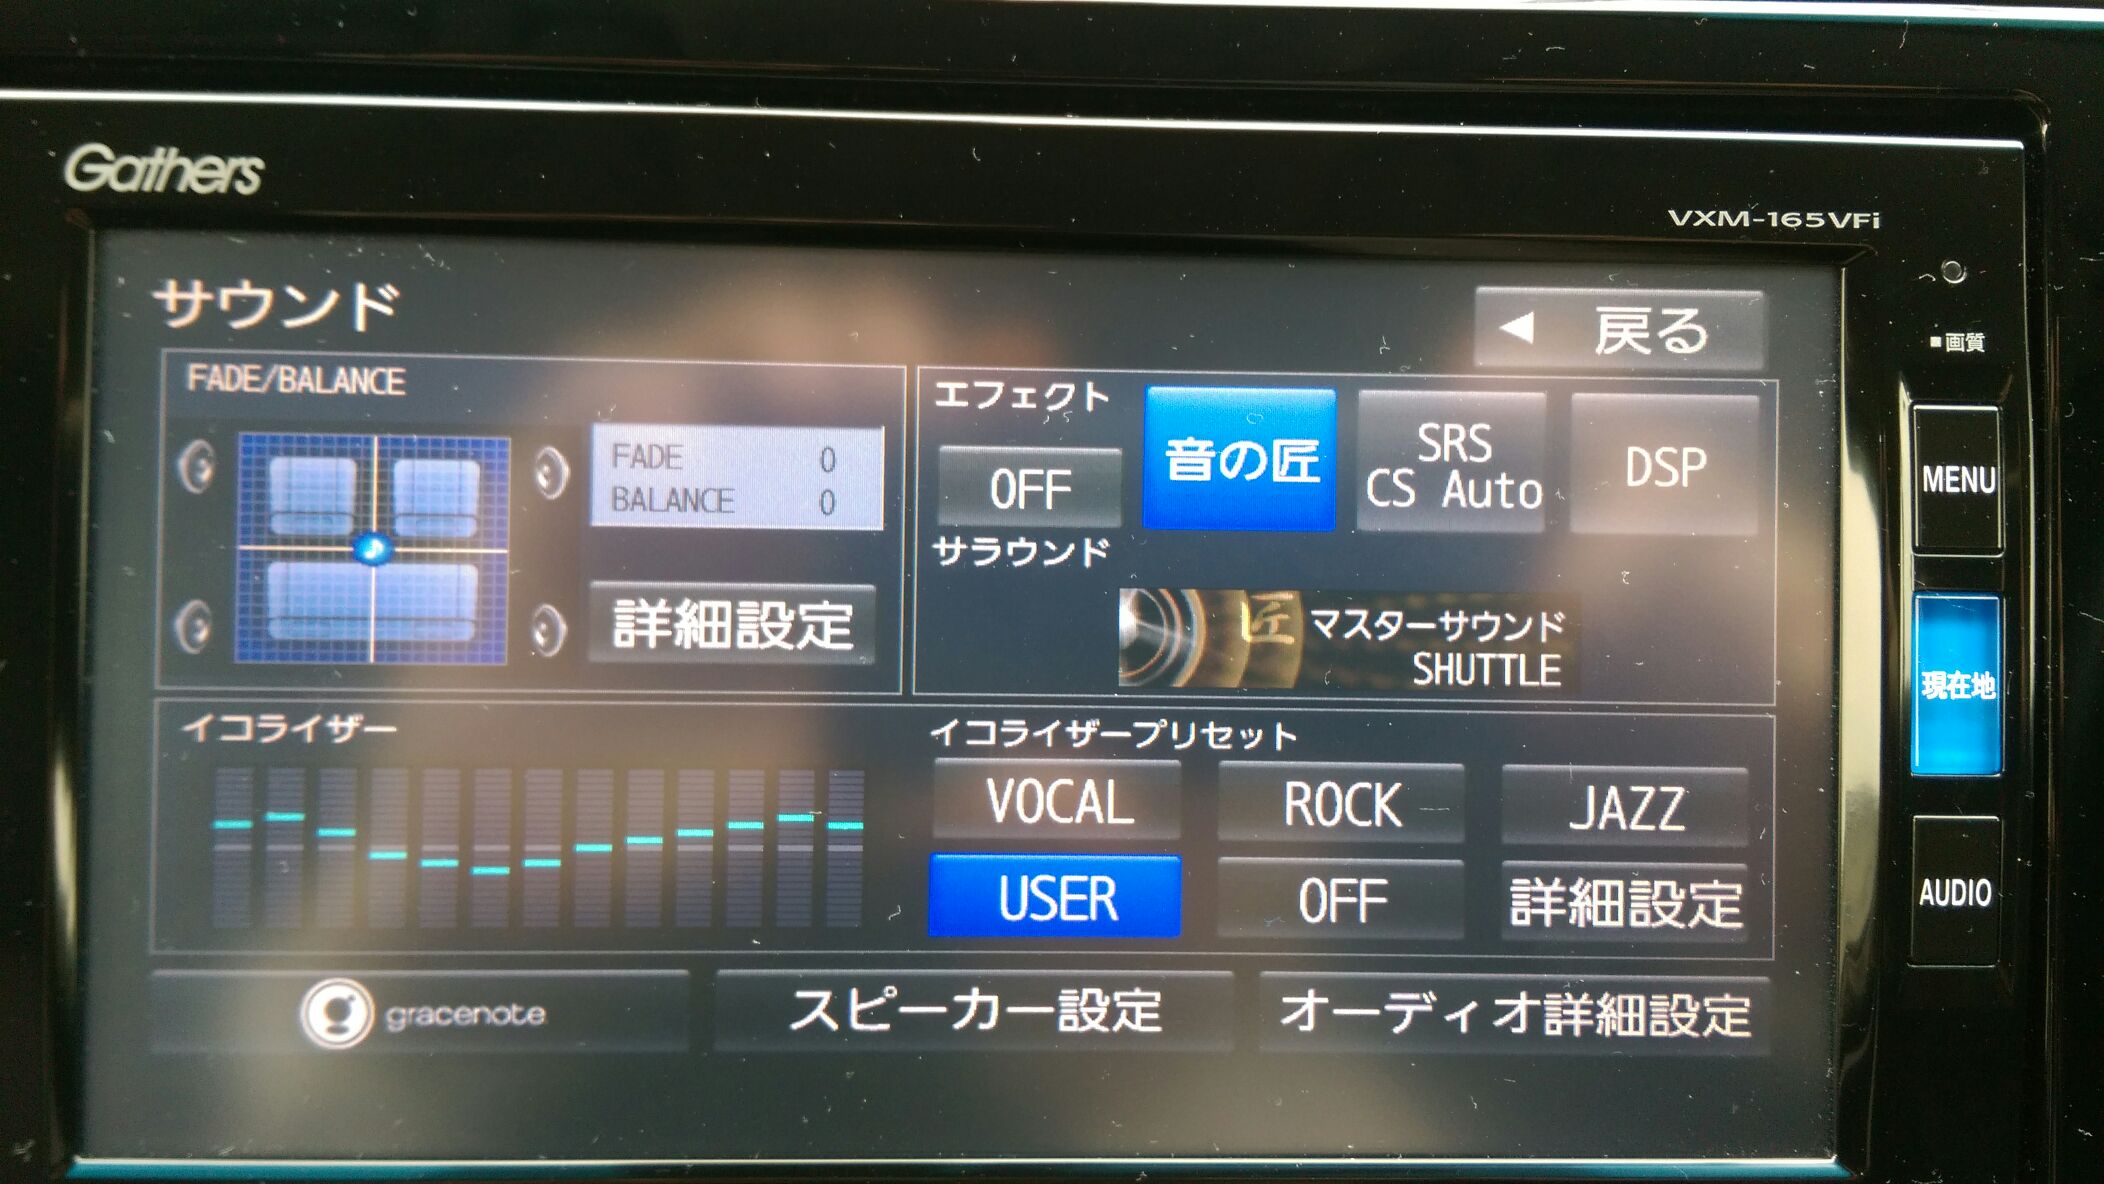 Gathers
VXM-165VFi
サウンド
◀ 戻る
■画質
FADE/BALANCE
FADE 0
BALANCE 0
詳細設定
エフェクト
OFF
音の匠
SRS
CS Auto
DSP
サラウンド
匠
マスターサウンド
SHUTTLE
MENU
現在地
AUDIO
イコライザー
イコライザープリセット
VOCAL
ROCK
JAZZ
USER
OFF
詳細設定
gracenote
スピーカー設定
オーディオ詳細設定